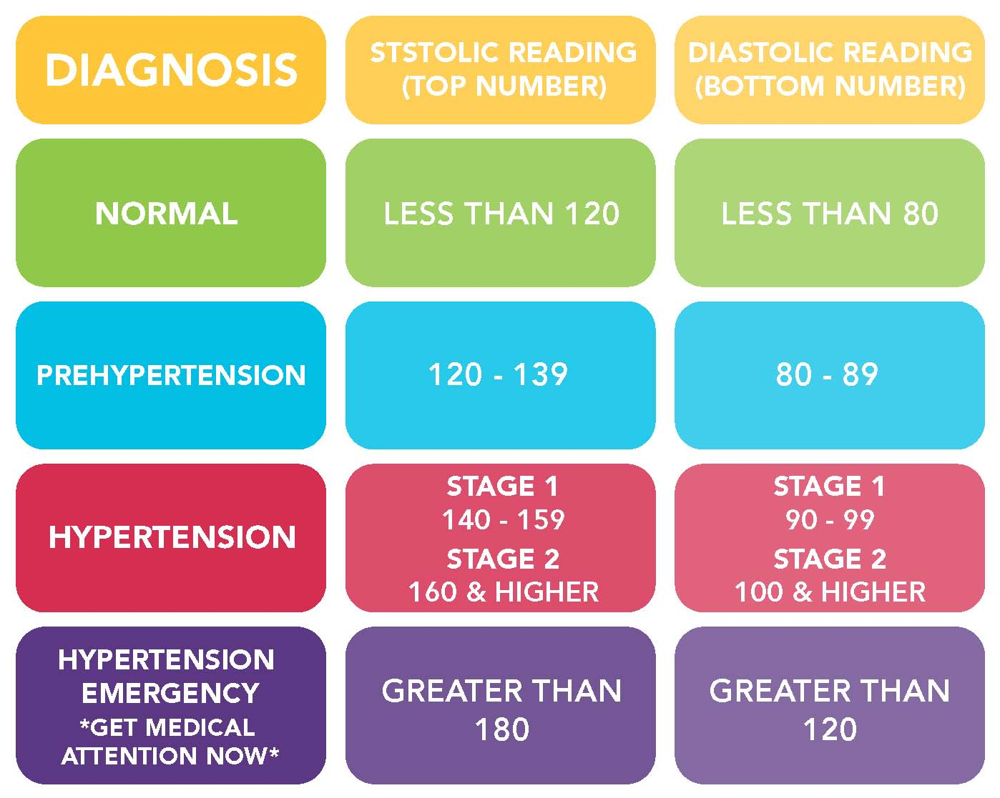 DIAGNOSIS
STSTOLIC READING
(TOP NUMBER)
DIASTOLIC READING
(BOTTOM NUMBER)
NORMAL
LESS THAN 120
LESS THAN 80
PREHYPERTENSION
120 - 139
80 - 89
HYPERTENSION
STAGE 1
140 - 159
STAGE 2
160 & HIGHER
STAGE 1
90 - 99
STAGE 2
100 & HIGHER
HYPERTENSION
EMERGENCY
*GET MEDICAL
ATTENTION NOW*
GREATER THAN
180
GREATER THAN
120